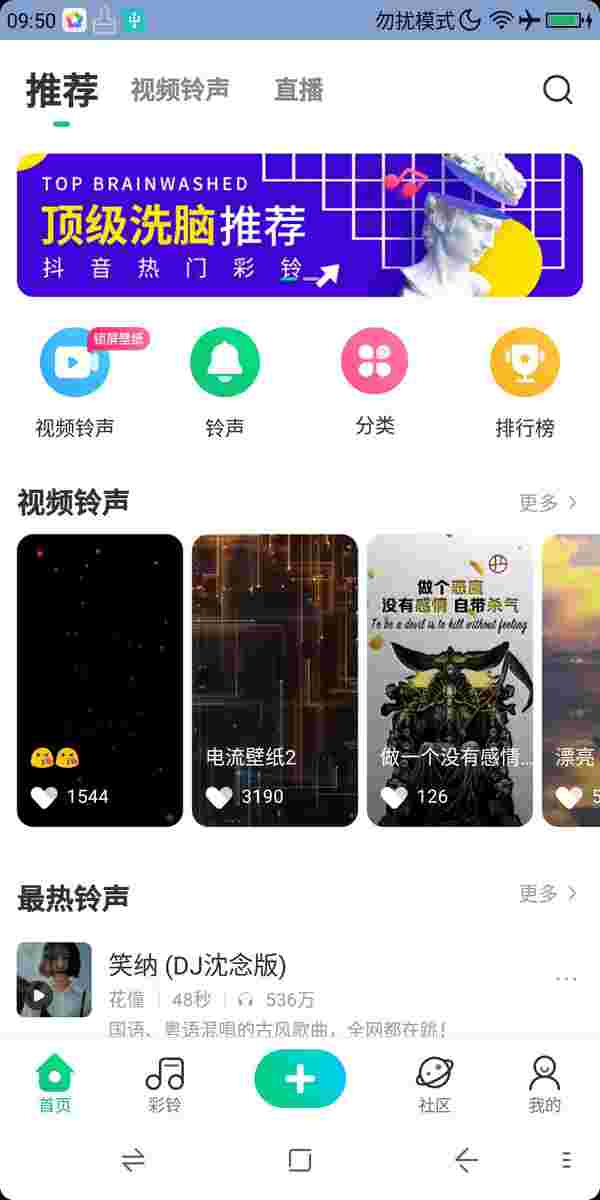 09:50
勿扰模式
推荐 视频铃声 直播
TOP BRAINWASHED
顶级洗脑推荐
抖音热门彩铃
锁屏壁纸
视频铃声 铃声 分类 排行榜
视频铃声 更多
做个恶魔
没有感情 自带杀气
To be a devil is to kill without feeling
电流壁纸2 做一个没有感情... 漂亮
1544 3190 126 5
最热铃声 更多
笑纳 (DJ沈念版)
花僮 48秒 536万
国语、粤语混唱的古风歌曲，全网都在跳！
首页 彩铃 社区 我的